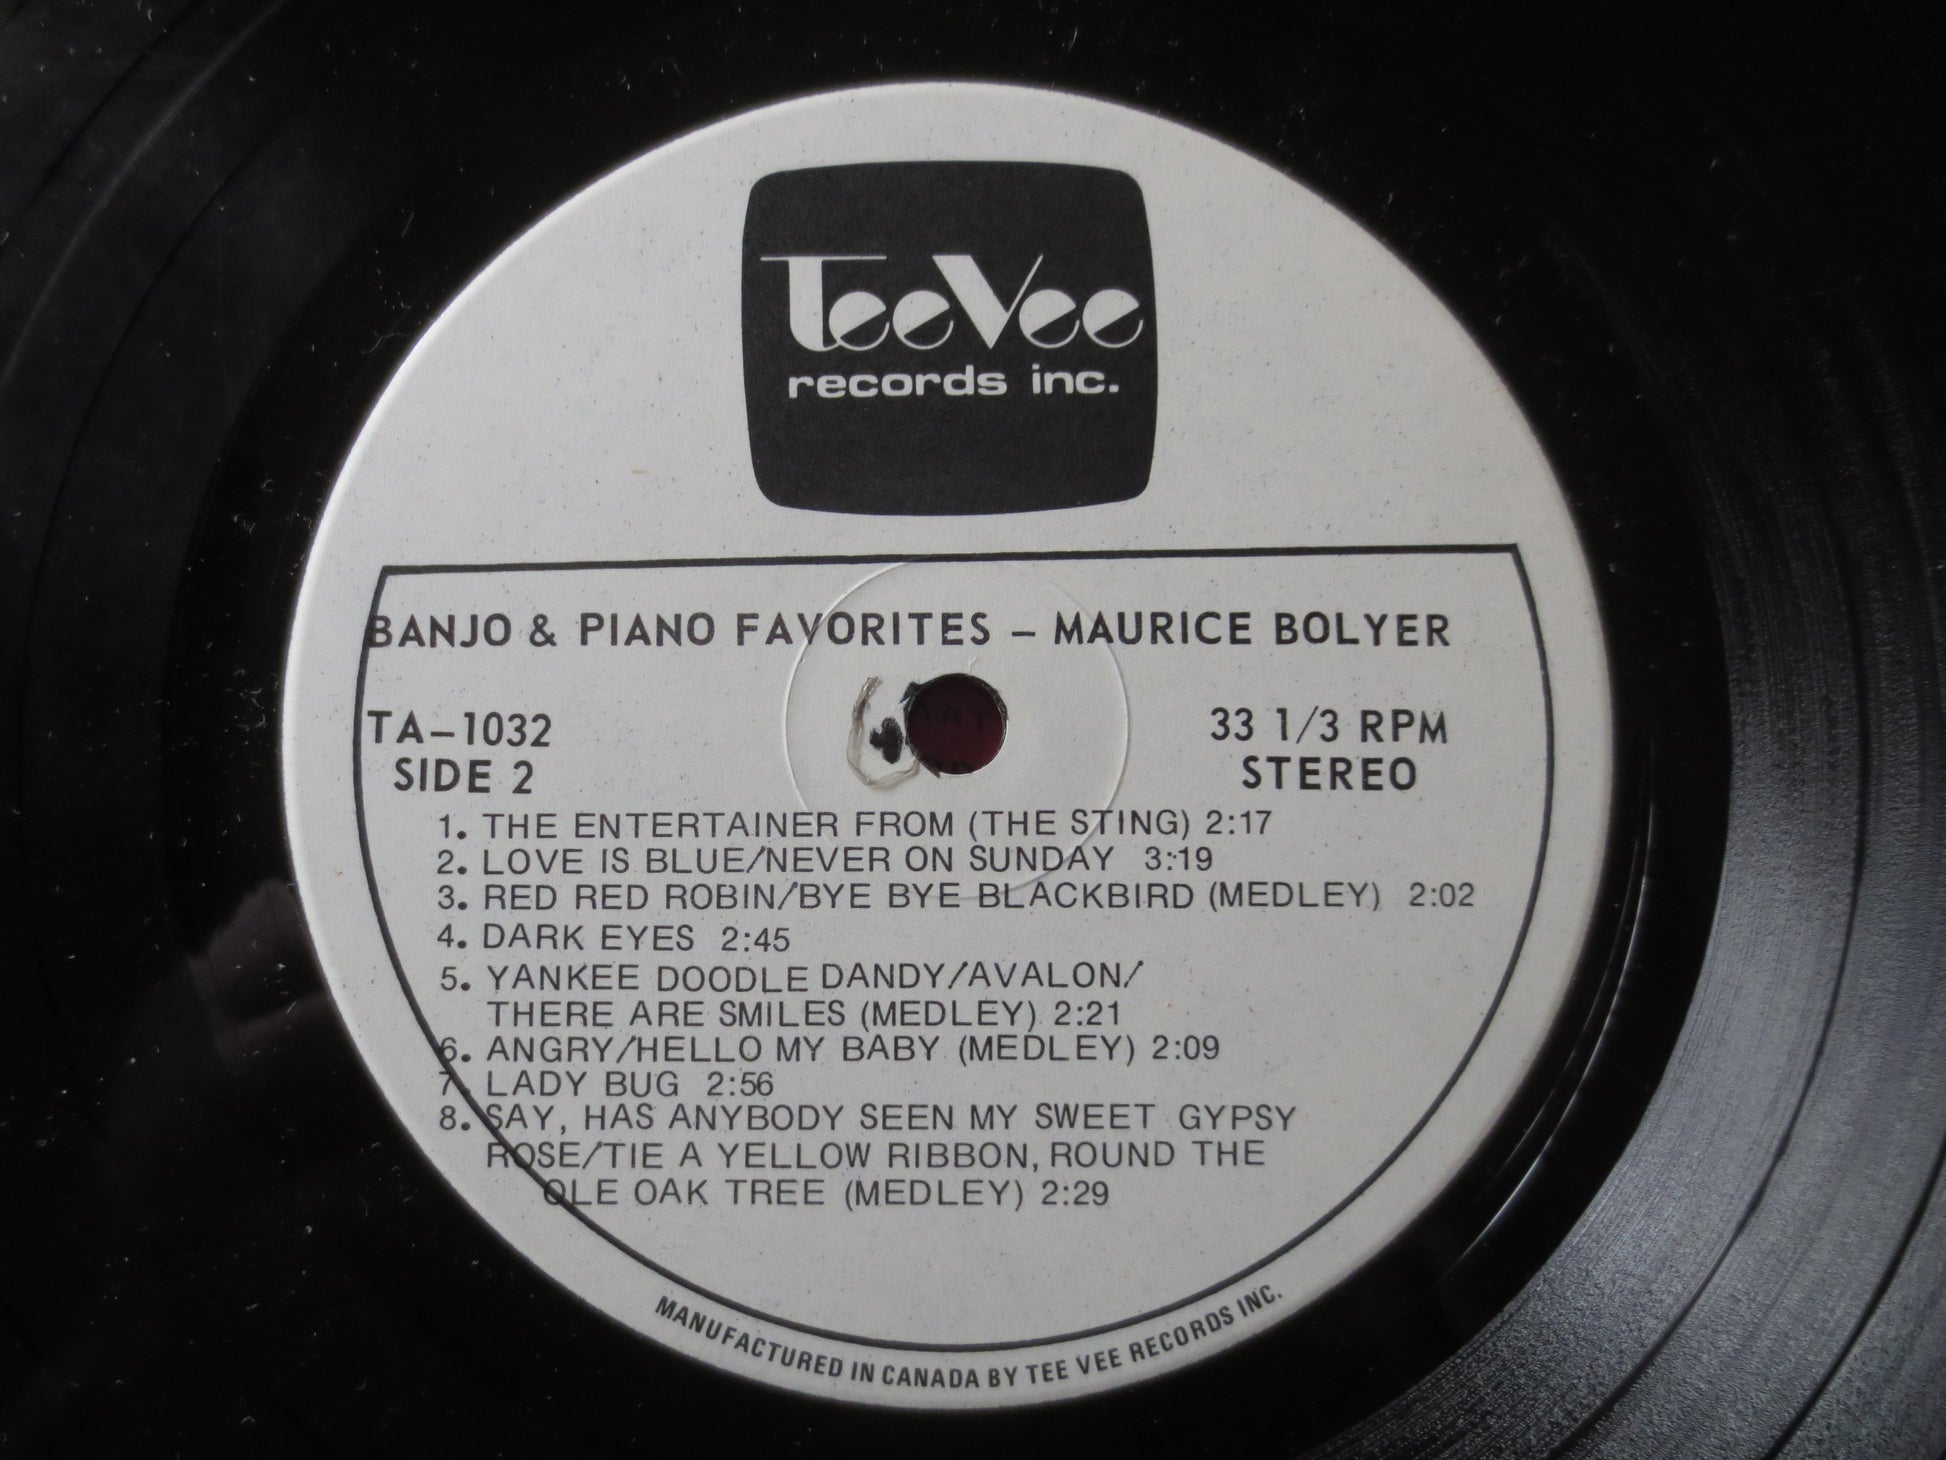 TeeVee
records inc.
BANJO & PIANO FAVORITES – MAURICE BOLYER
TA–1032
33 1/3 RPM
SIDE 2
STEREO
ART
1. THE ENTERTAINER FROM (THE STING) 2:17
2. LOVE IS BLUE/NEVER ON SUNDAY 3:19
3. RED RED ROBIN/BYE BYE BLACKBIRD (MEDLEY) 2:02
4. DARK EYES 2:45
5. YANKEE DOODLE DANDY/AVALON/
THERE ARE SMILES (MEDLEY) 2:21
6. ANGRY/HELLO MY BABY (MEDLEY) 2:09
7. LADY BUG 2:56
8. SAY, HAS ANYBODY SEEN MY SWEET GYPSY
ROSE/TIE A YELLOW RIBBON, ROUND THE
OLE OAK TREE (MEDLEY) 2:29
MANUFACTURED IN CANADA BY TEE VEE RECORDS INC.